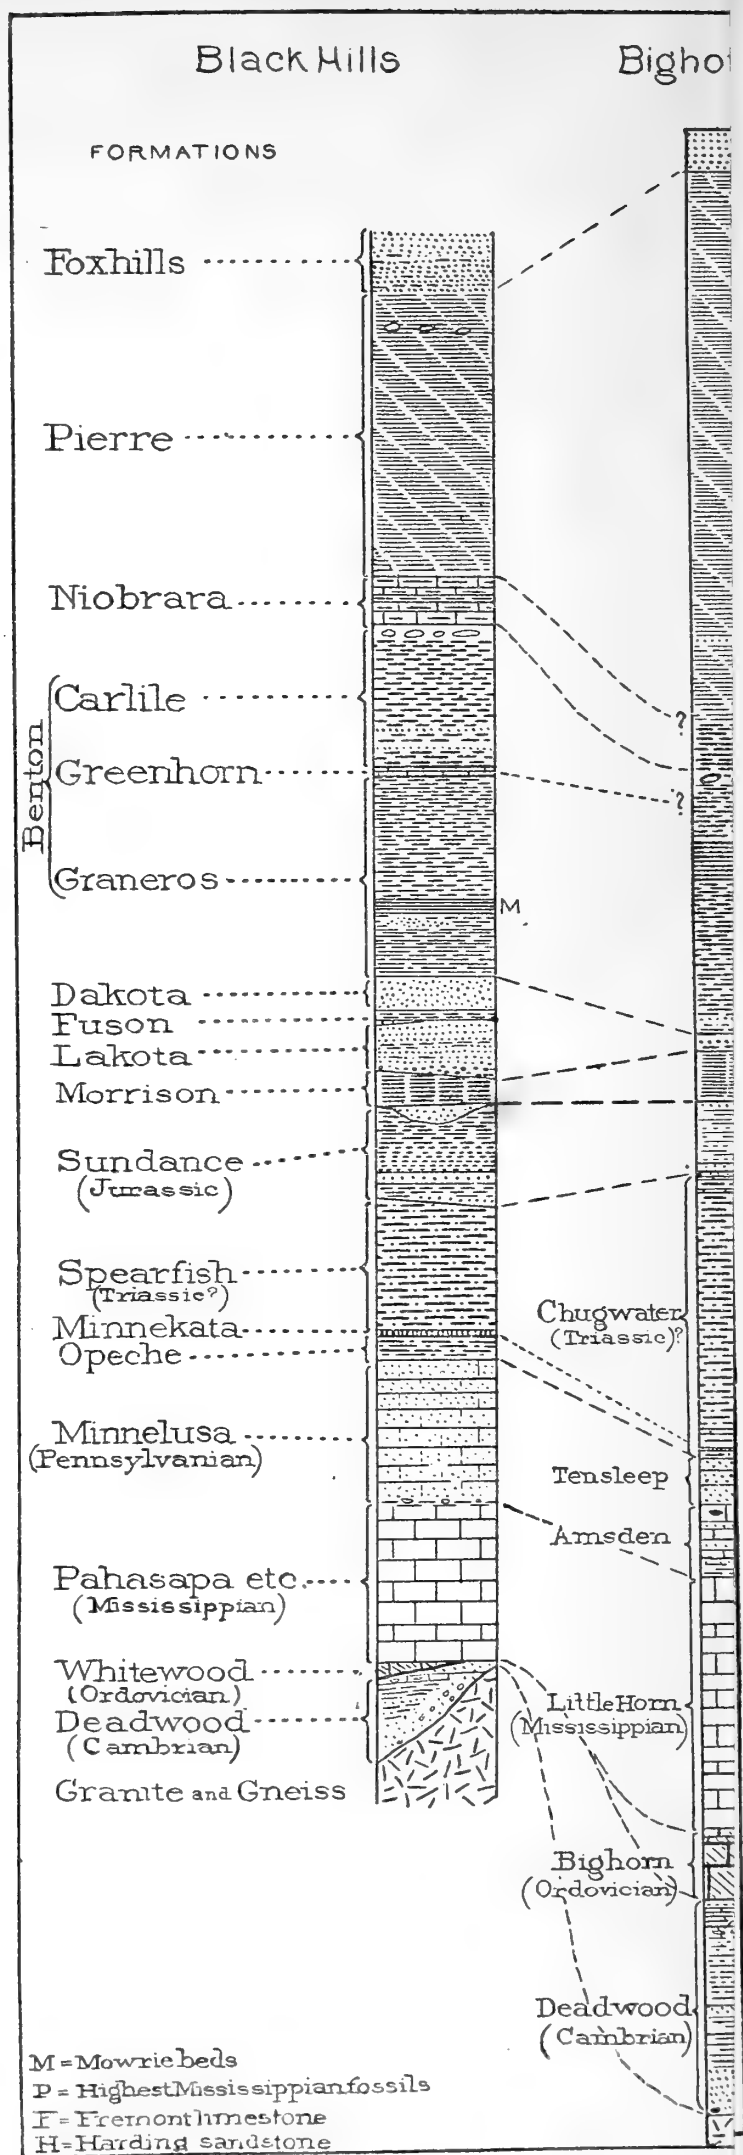 Black Hills
Bighor
FORMATIONS
Foxhills
Pierre
Niobrara
Benton
Carlile
Greenhorn
Graneros
M
Dakota
Fuson
Lakota
Morrison
Sundance
(Jurassic)
Spearfish
(Triassic?)
Minnekata
Opeche
Minnelusa
(Pennsylvanian)
Pahasapa etc.
(Mississippian)
Whitewood
(Ordovician)
Deadwood
(Cambrian)
Granite and Gneiss
?
?
Chugwater
(Triassic)?
Tensleep
Amsden
Little Horn
(Mississippian)
Bighorn
(Ordovician)
Deadwood
(Cambrian)
M = Mowrie beds
P = Highest Mississippian fossils
F = Fremont limestone
H = Harding sandstone